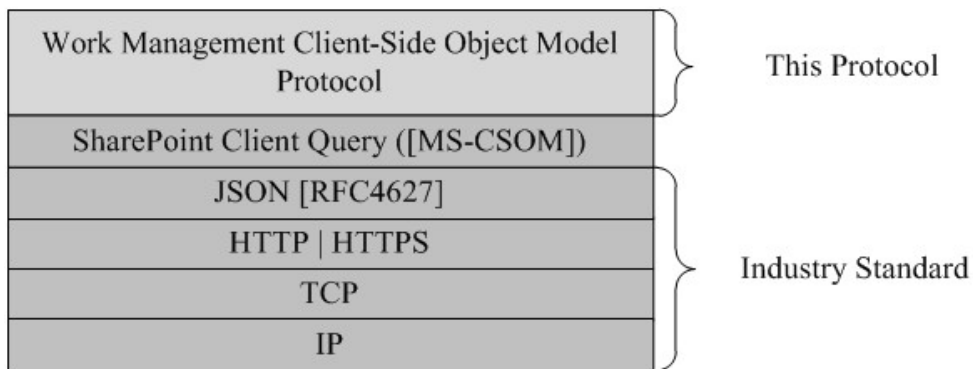 Work Management Client-Side Object Model
Protocol
This Protocol
SharePoint Client Query ([MS-CSOM])
JSON [RFC4627]
HTTP | HTTPS
TCP
IP
Industry Standard